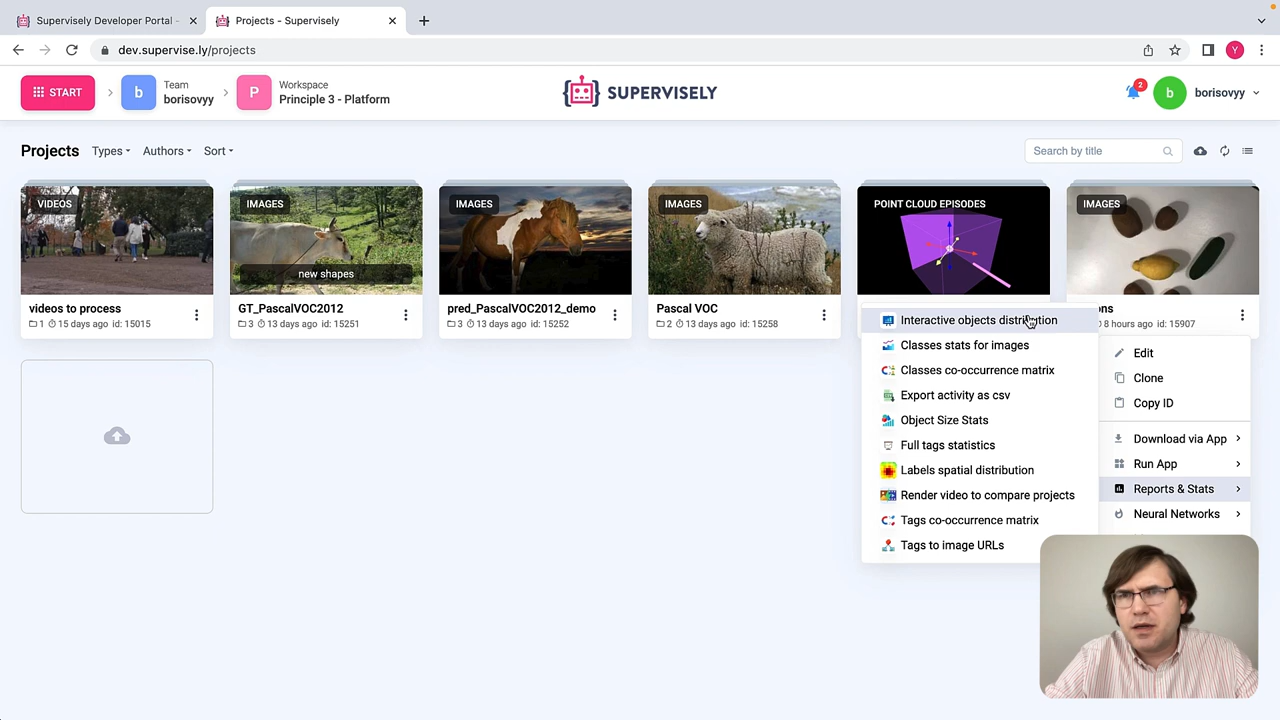 Supervisely Developer Portal -
Projects - Supervisely
dev.supervise.ly/projects
Y
START
b
Team
borisovyy
P
Workspace
Principle 3 - Platform
SUPERVISELY
2
b
borisovyy
Projects
Types
Authors
Sort
Search by title
VIDEOS
videos to process
1 15 days ago id: 15015
IMAGES
new shapes
GT_PascalVOC2012
3 13 days ago id: 15251
IMAGES
pred_PascalVOC2012_demo
3 13 days ago id: 15252
IMAGES
Pascal VOC
2 13 days ago id: 15258
POINT CLOUD EPISODES
IMAGES
ons
8 hours ago id: 15907
Interactive objects distribution
Classes stats for images
Classes co-occurrence matrix
Export activity as csv
Object Size Stats
Full tags statistics
Labels spatial distribution
Render video to compare projects
Tags co-occurrence matrix
Tags to image URLs
Edit
Clone
Copy ID
Download via App
Run App
Reports & Stats
Neural Networks